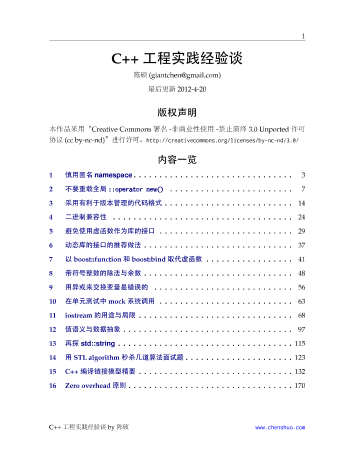 1
C++ 工程实践经验谈
陈硕 (giantchen@gmail.com)
最后更新 2012-4-20
版权声明
本作品采用“Creative Commons 署名 -非商业性使用 -禁止演绎 3.0 Unported 许可
协议 (cc by-nc-nd)”进行许可。http://creativecommons.org/licenses/by-nc-nd/3.0/
内容一览
1 慎用匿名 namespace . . . . . . . . . . . . . . . . . . . . . . . . . . . . . . . 3
2 不要重载全局 ::operator new() . . . . . . . . . . . . . . . . . . . . . . . . 7
3 采用有利于版本管理的代码格式 . . . . . . . . . . . . . . . . . . . . . . . . 14
4 二进制兼容性 . . . . . . . . . . . . . . . . . . . . . . . . . . . . . . . . . . . 24
5 避免使用虚函数作为库的接口 . . . . . . . . . . . . . . . . . . . . . . . . . 29
6 动态库的接口的推荐做法 . . . . . . . . . . . . . . . . . . . . . . . . . . . . 37
7 以 boost::function 和 boost:bind 取代虚函数 . . . . . . . . . . . . . . . . 41
8 带符号整数的除法与余数 . . . . . . . . . . . . . . . . . . . . . . . . . . . . 48
9 用异或来交换变量是错误的 . . . . . . . . . . . . . . . . . . . . . . . . . . 56
10 在单元测试中 mock 系统调用 . . . . . . . . . . . . . . . . . . . . . . . . . 63
11 iostream 的用途与局限 . . . . . . . . . . . . . . . . . . . . . . . . . . . . . 68
12 值语义与数据抽象 . . . . . . . . . . . . . . . . . . . . . . . . . . . . . . . . 97
13 再探 std::string . . . . . . . . . . . . . . . . . . . . . . . . . . . . . . . . . 115
14 用 STL algorithm 秒杀几道算法面试题 . . . . . . . . . . . . . . . . . . . . 123
15 C++ 编译链接模型精要 . . . . . . . . . . . . . . . . . . . . . . . . . . . . 132
16 Zero overhead 原则 . . . . . . . . . . . . . . . . . . . . . . . . . . . . . . 170
C++ 工程实践经验谈 by 陈硕 www.chenshuo.com